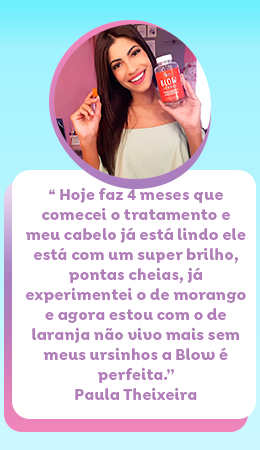 BLOW
“ Hoje faz 4 meses que
comecei o tratamento e
meu cabelo já está lindo ele
está com um super brilho,
pontas cheias, já
experimentei o de morango
e agora estou com o de
laranja não vivo mais sem
meus ursinhos a Blow é
perfeita.”
Paula Theixeira